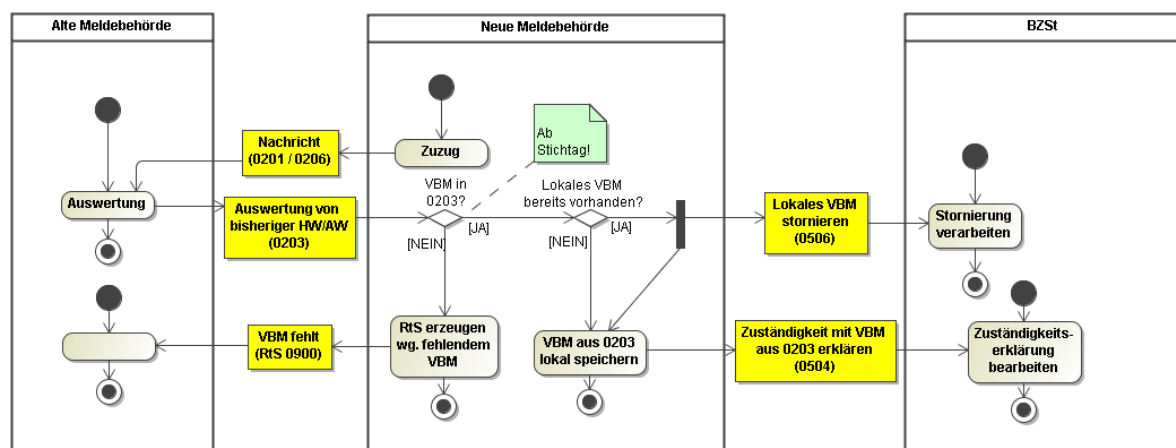 Alte Meldebehörde
Neue Meldebehörde
BZSt
Nachricht
(0201 / 0206)
Zuzug
Ab
Stichtag!
Auswertung
Auswertung von
bisheriger HW/AW
(0203)
VBM in
0203?
[JA]
[NEIN]
Lokales VBM
bereits vorhanden?
[JA]
[NEIN]
Lokales VBM
stornieren
(0506)
Stornierung
verarbeiten
VBM fehlt
(RtS 0900)
RtS erzeugen
wg. fehlendem
VBM
VBM aus 0203
lokal speichern
Zuständigkeit mit VBM
aus 0203 erklären
(0504)
Zuständigkeits-
erklärung
bearbeiten